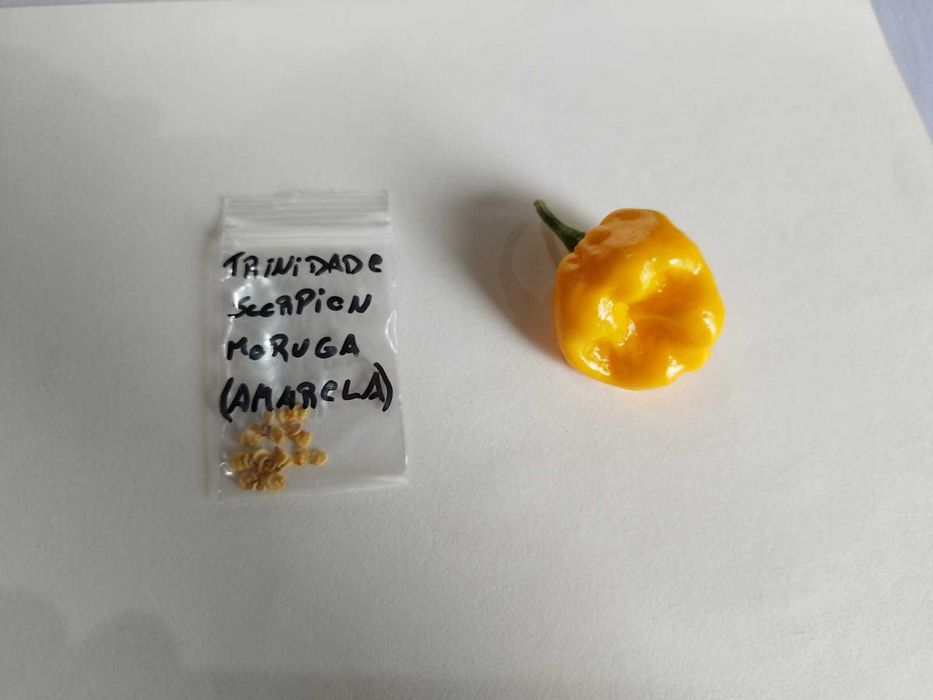 TRINIDADE
SCORPION
MORUGA
(AMARELA)